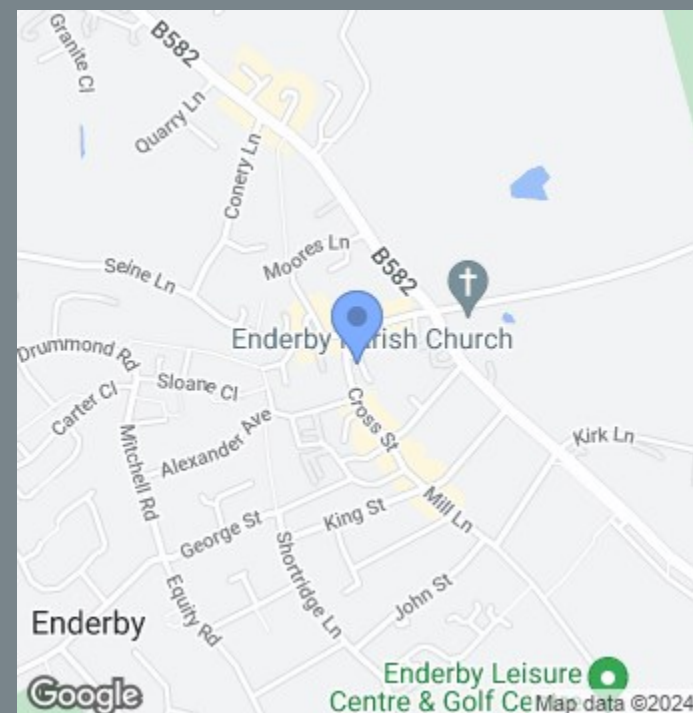 Granite Cl
B582
Quarry Ln
Conery Ln
Moores Ln
Seine Ln
B582
Enderby Parish Church
Drummond Rd
Sloane Cl
Carter Cl
Cross St
Alexander Ave
Kirk Ln
Mitchell Rd
Mill Ln
King St
George St
Shortridge Ln
John St
Equity Rd
Enderby
Enderby Leisure
Centre & Golf Ce
Google
Map data ©2024